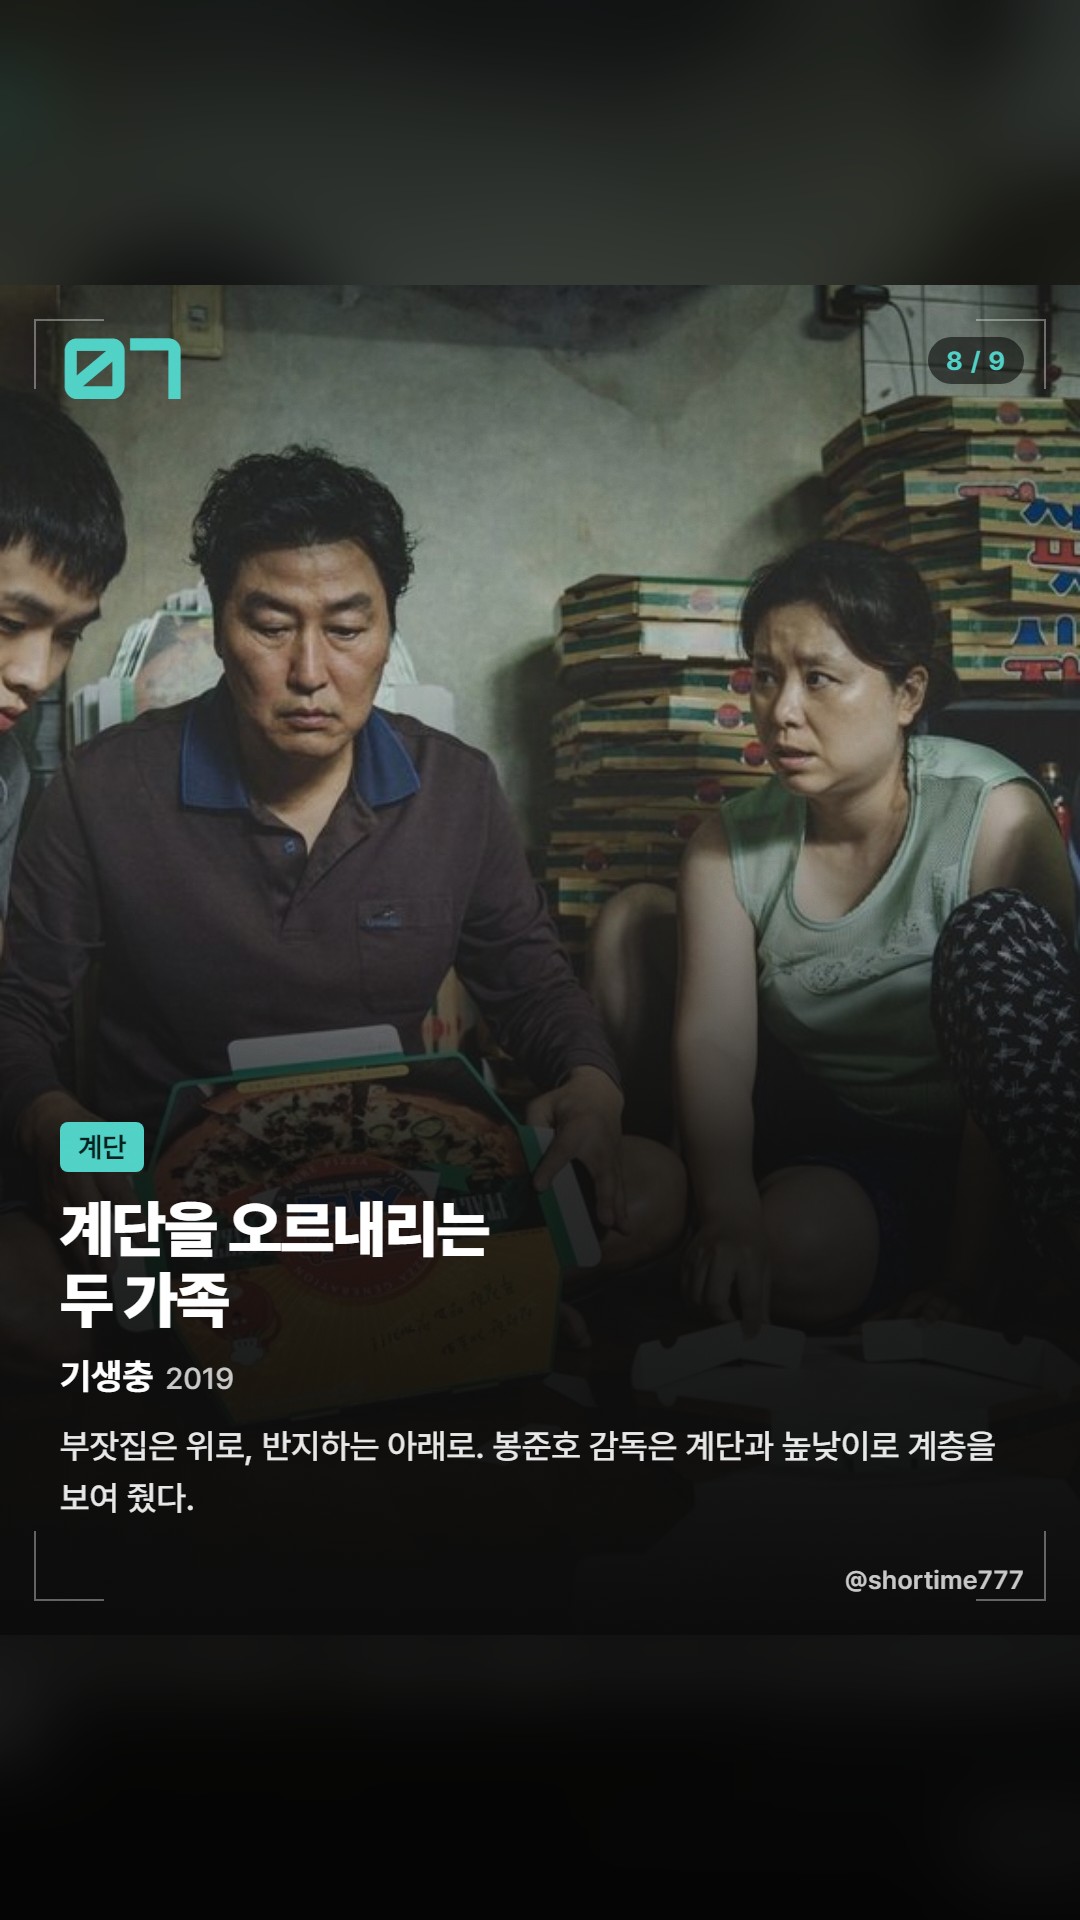 07
8 / 9
계단
계단을 오르내리는
두 가족
기생충 2019
부잣집은 위로, 반지하는 아래로. 봉준호 감독은 계단과 높낮이로 계층을
보여 줬다.
@shortime777